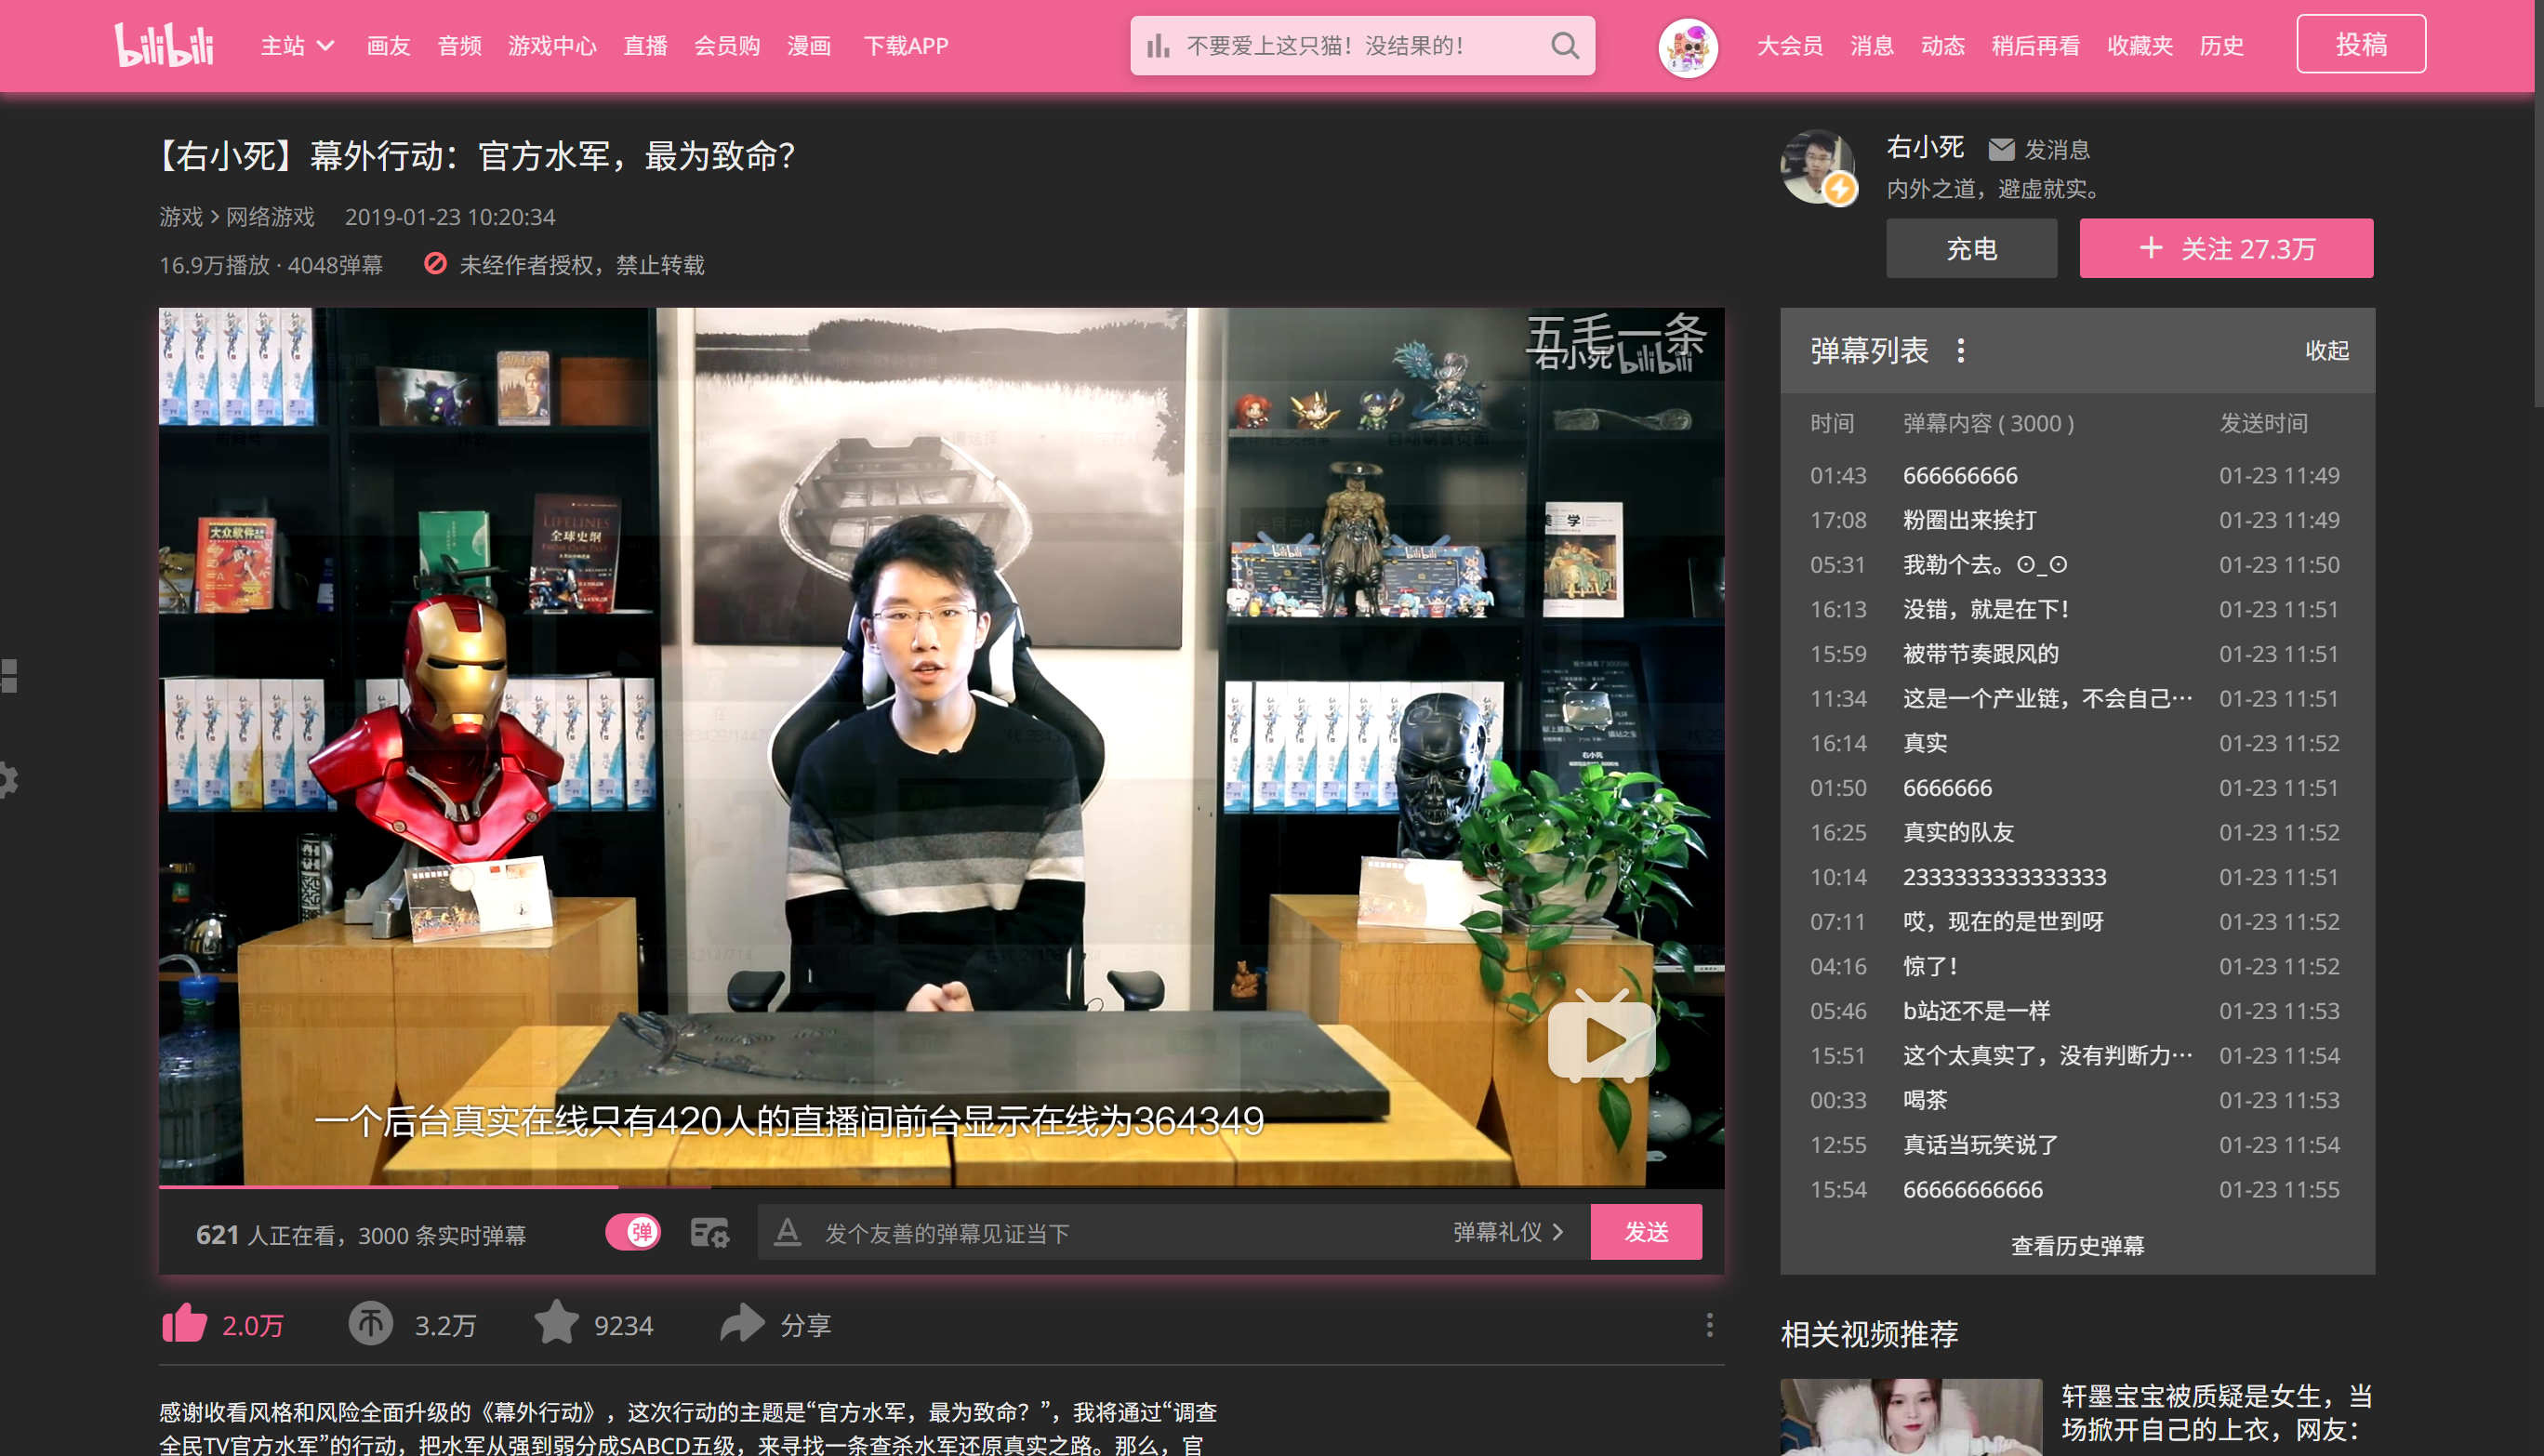 bilibili 主站 画友 音频 游戏中心 直播 会员购 漫画 下载APP
不要爱上这只猫！没结果的！
大会员 消息 动态 稍后再看 收藏夹 历史 投稿
【右小死】幕外行动：官方水军，最为致命？
游戏 > 网络游戏 2019-01-23 10:20:34
16.9万播放 · 4048弹幕 未经作者授权，禁止转载
右小死 发消息
内外之道，避虚就实。
充电 + 关注 27.3万
五毛一条
右小死 bilibili
大众软件
LIFELINES
全球史纲
FROM OUR PAST
bilibili
bilibili
右小死
一个后台真实在线只有420人的直播间前台显示在线为364349
621 人正在看，3000 条实时弹幕
弹
A 发个友善的弹幕见证当下
弹幕礼仪 >
发送
2.0万 3.2万 9234 分享
感谢收看风格和风险全面升级的《幕外行动》，这次行动的主题是“官方水军，最为致命？”，我将通过“调查
全民TV官方水军”的行动，把水军从强到弱分成SABCD五级，来寻找一条查杀水军还原真实之路。那么，官
弹幕列表 收起
时间 弹幕内容 ( 3000 ) 发送时间
01:43 666666666 01-23 11:49
17:08 粉圈出来挨打 01-23 11:49
05:31 我勒个去。⊙_⊙ 01-23 11:50
16:13 没错，就是在下！ 01-23 11:51
15:59 被带节奏跟风的 01-23 11:51
11:34 这是一个产业链，不会自己… 01-23 11:51
16:14 真实 01-23 11:52
01:50 6666666 01-23 11:51
16:25 真实的队友 01-23 11:52
10:14 2333333333333333 01-23 11:51
07:11 哎，现在的是世到呀 01-23 11:52
04:16 惊了！ 01-23 11:52
05:46 b站还不是一样 01-23 11:53
15:51 这个太真实了，没有判断力… 01-23 11:54
00:33 喝茶 01-23 11:53
12:55 真话当玩笑说了 01-23 11:54
15:54 66666666666 01-23 11:55
查看历史弹幕
相关视频推荐
轩墨宝宝被质疑是女生，当
场掀开自己的上衣，网友：